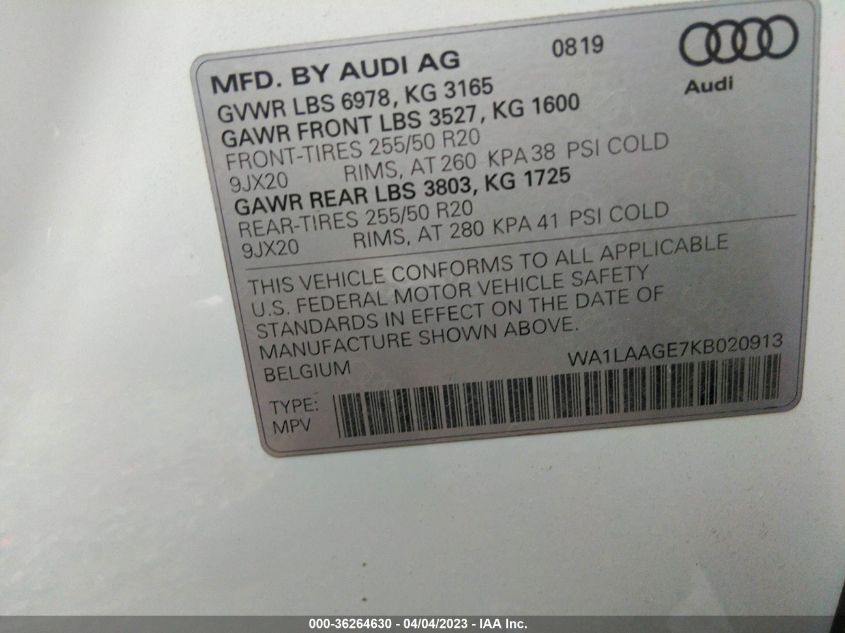 MFD. BY AUDI AG 0819
Audi
GVWR LBS 6978, KG 3165
GAWR FRONT LBS 3527, KG 1600
FRONT-TIRES 255/50 R20
9JX20 RIMS, AT 260 KPA 38 PSI COLD
GAWR REAR LBS 3803, KG 1725
REAR-TIRES 255/50 R20
9JX20 RIMS, AT 280 KPA 41 PSI COLD
THIS VEHICLE CONFORMS TO ALL APPLICABLE
U.S. FEDERAL MOTOR VEHICLE SAFETY
STANDARDS IN EFFECT ON THE DATE OF
MANUFACTURE SHOWN ABOVE.
BELGIUM WA1LAAGE7KB020913
TYPE:
MPV
000-36264630 - 04/04/2023 - IAA Inc.